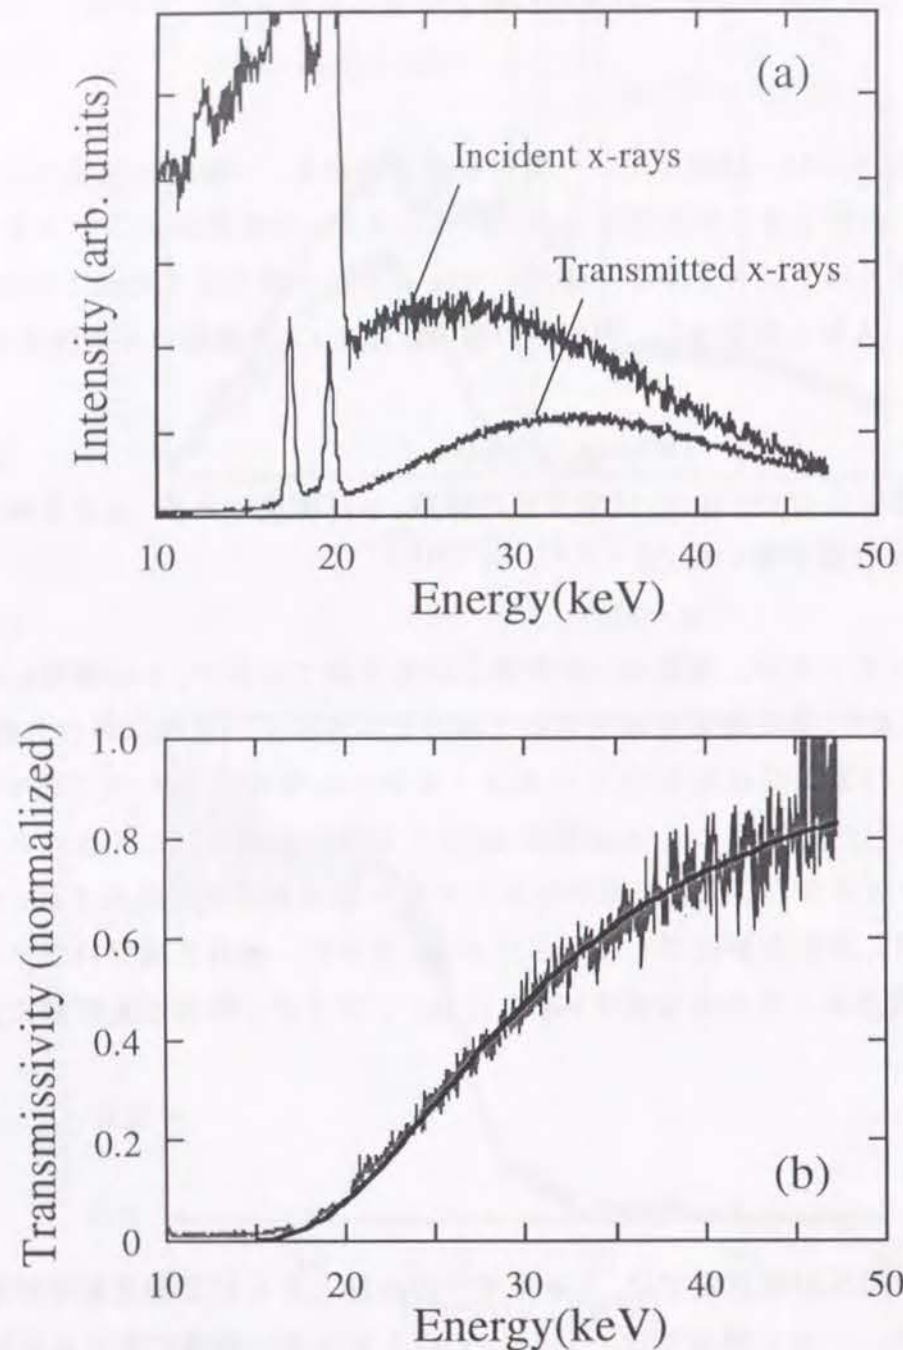 (a)
Intensity (arb. units)
Incident x-rays
Transmitted x-rays
10 20 30 40 50
Energy(keV)
Transmissivity (normalized)
1.0
0.8
0.6
0.4
0.2
0
(b)
10 20 30 40 50
Energy(keV)